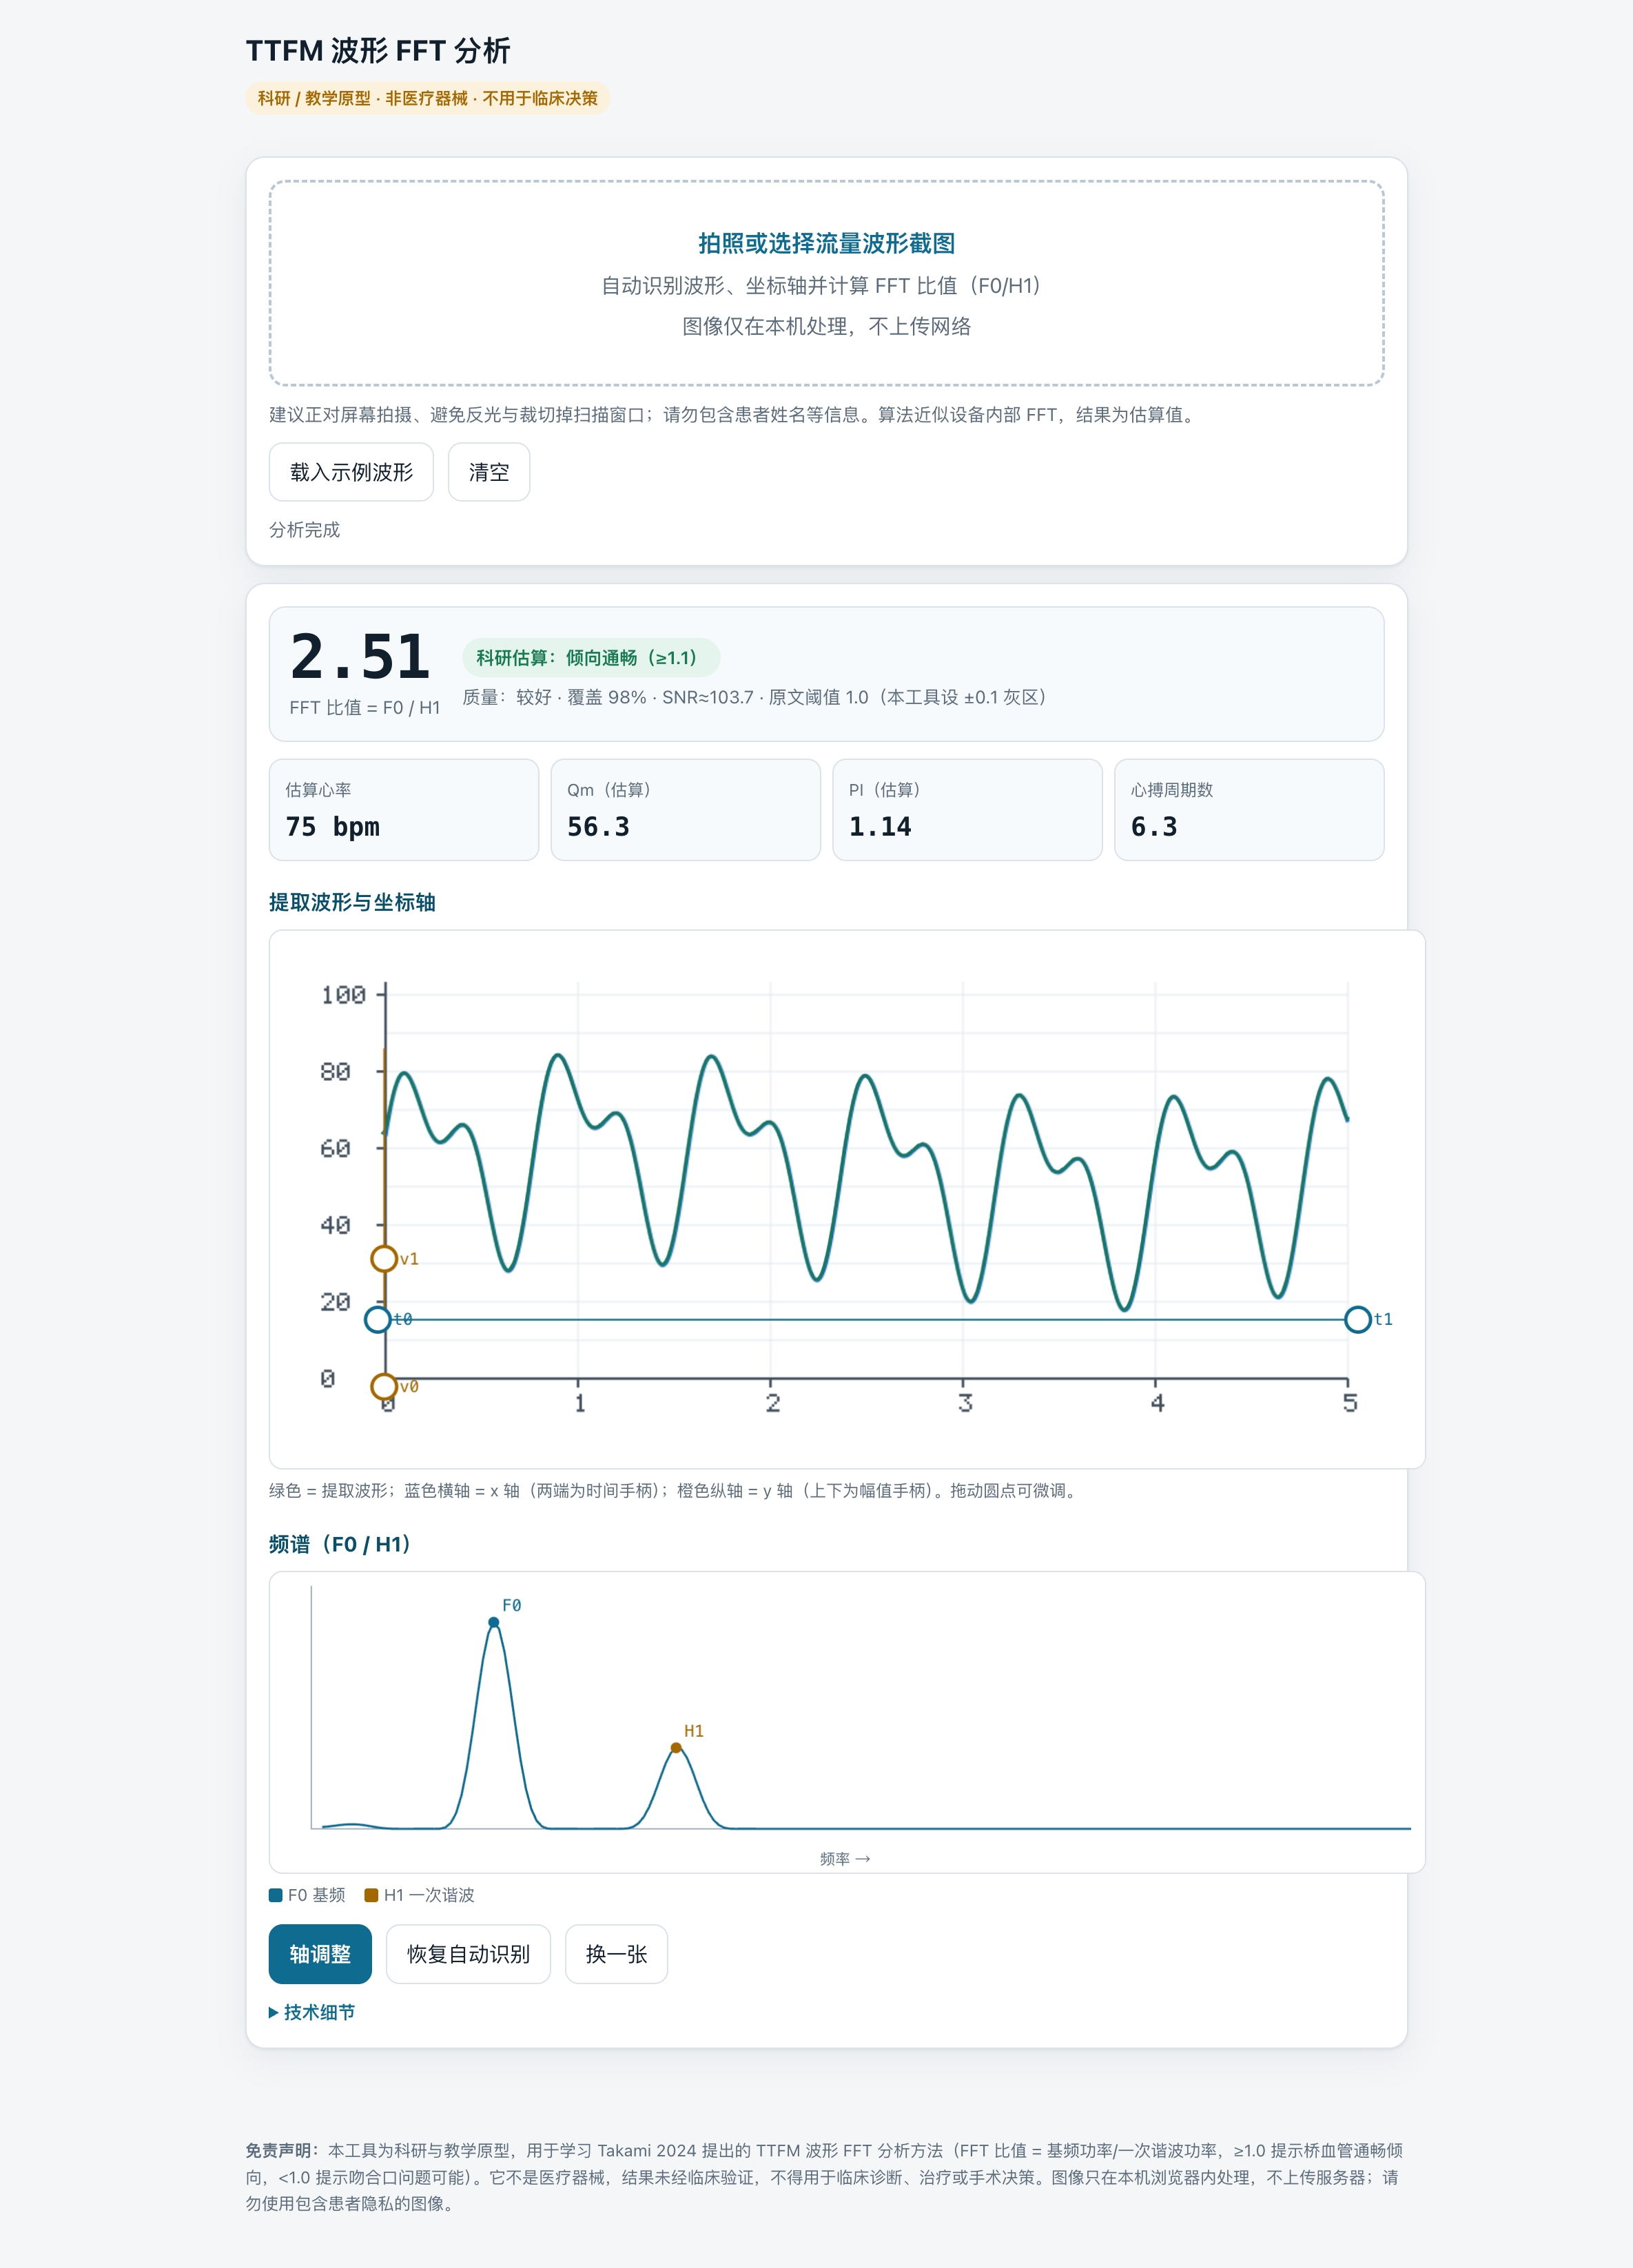 TTFM 波形 FFT 分析
科研 / 教学原型 · 非医疗器械 · 不用于临床决策
拍照或选择流量波形截图
自动识别波形、坐标轴并计算 FFT 比值（F0/H1）
图像仅在本机处理，不上传网络
建议正对屏幕拍摄、避免反光与裁切掉扫描窗口；请勿包含患者姓名等信息。算法近似设备内部 FFT，结果为估算值。
载入示例波形 清空
分析完成
2.51
FFT 比值 = F0 / H1
科研估算：倾向通畅（≥1.1）
质量：较好 · 覆盖 98% · SNR≈103.7 · 原文阈值 1.0（本工具设 ±0.1 灰区）
估算心率
75 bpm
Qm（估算）
56.3
PI（估算）
1.14
心搏周期数
6.3
提取波形与坐标轴
100
80
60
40
v1
20
t0 t1
0
v0
0 1 2 3 4 5
绿色 = 提取波形；蓝色横轴 = x 轴（两端为时间手柄）；橙色纵轴 = y 轴（上下为幅值手柄）。拖动圆点可微调。
频谱（F0 / H1）
F0
H1
频率 →
F0 基频 H1 一次谐波
轴调整 恢复自动识别 换一张
技术细节
免责声明：本工具为科研与教学原型，用于学习 Takami 2024 提出的 TTFM 波形 FFT 分析方法（FFT 比值 = 基频功率/一次谐波功率，≥1.0 提示桥血管通畅倾
向，<1.0 提示吻合口问题可能）。它不是医疗器械，结果未经临床验证，不得用于临床诊断、治疗或手术决策。图像只在本机浏览器内处理，不上传服务器；请
勿使用包含患者隐私的图像。